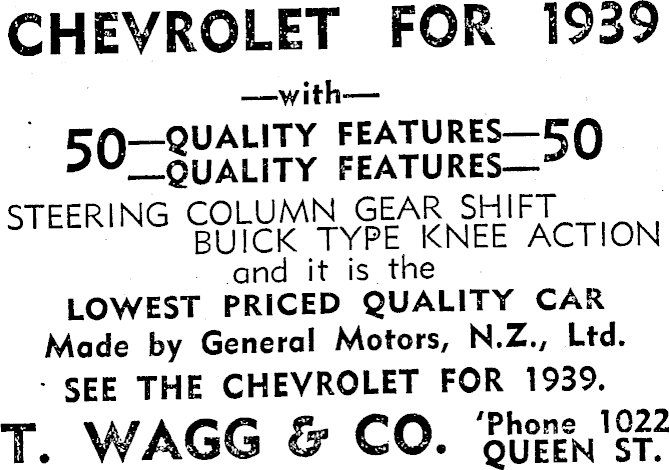 CHEVROLET FOR 1939
—with—
50—QUALITY FEATURES—50
—QUALITY FEATURES—
STEERING COLUMN GEAR SHIFT
BUICK TYPE KNEE ACTION
and it is the
LOWEST PRICED QUALITY CAR
Made by General Motors, N.Z., Ltd.
SEE THE CHEVROLET FOR 1939.
T. WAGG & CO. 'Phone 1022
QUEEN ST.